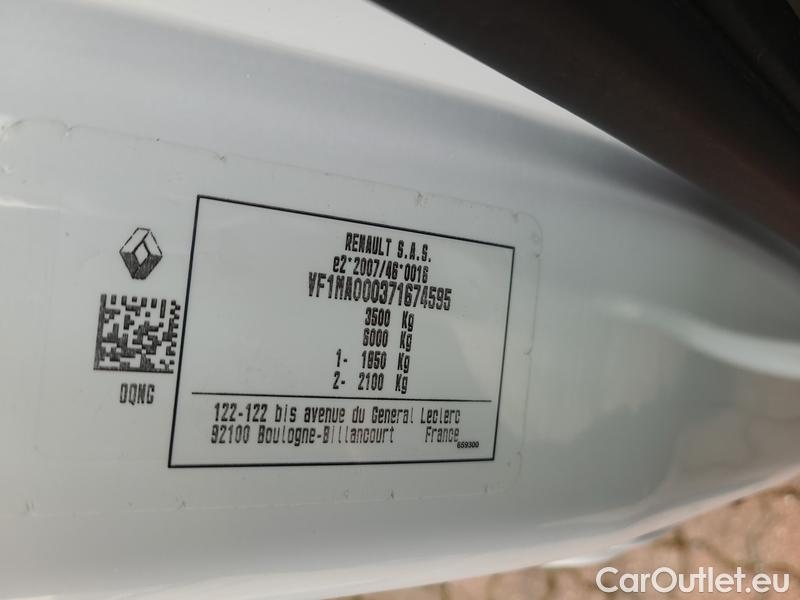 RENAULT S.A.S.
e2*2007/46*0016
VF1MA000371674595
3500 Kg
6000 Kg
1- 1850 Kg
2- 2100 Kg
DQNG
122-122 bis avenue du General Leclerc
92100 Boulogne-Billancourt France
659300
CarOutlet.eu